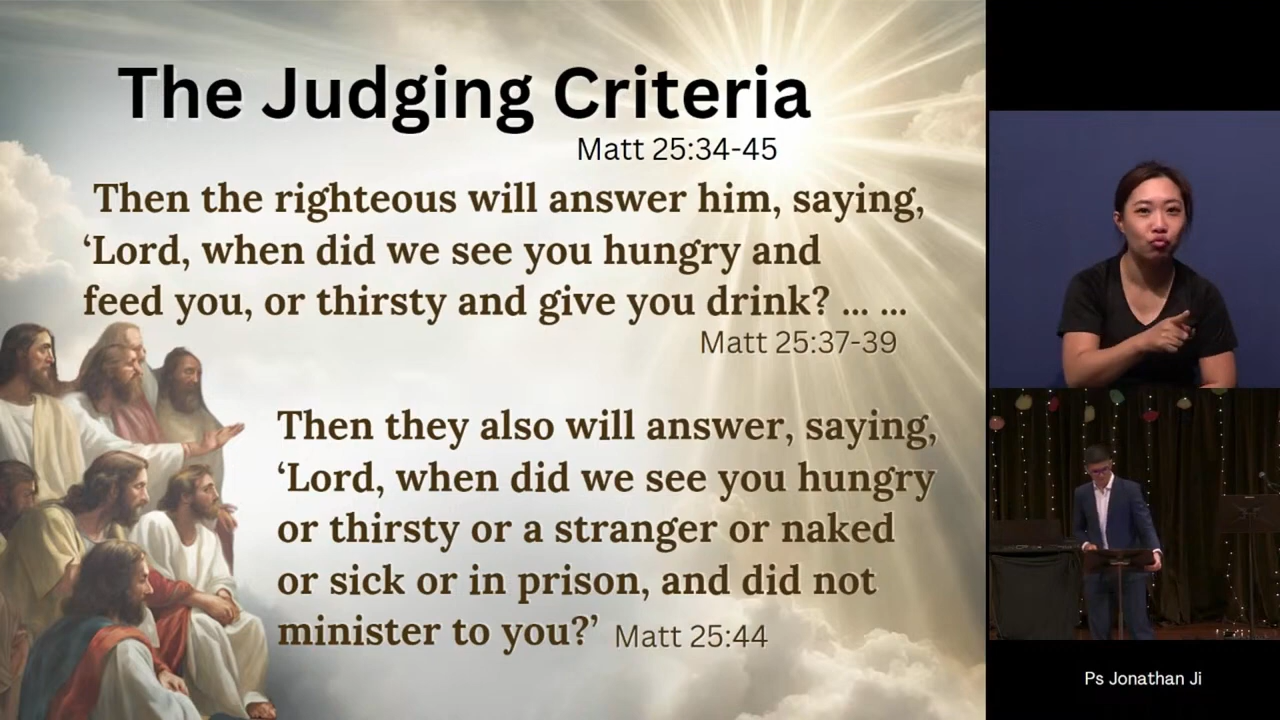 The Judging Criteria
Matt 25:34-45
Then the righteous will answer him, saying,
‘Lord, when did we see you hungry and
feed you, or thirsty and give you drink? ... ...
Matt 25:37-39
Then they also will answer, saying,
‘Lord, when did we see you hungry
or thirsty or a stranger or naked
or sick or in prison, and did not
minister to you?’ Matt 25:44
Ps Jonathan Ji